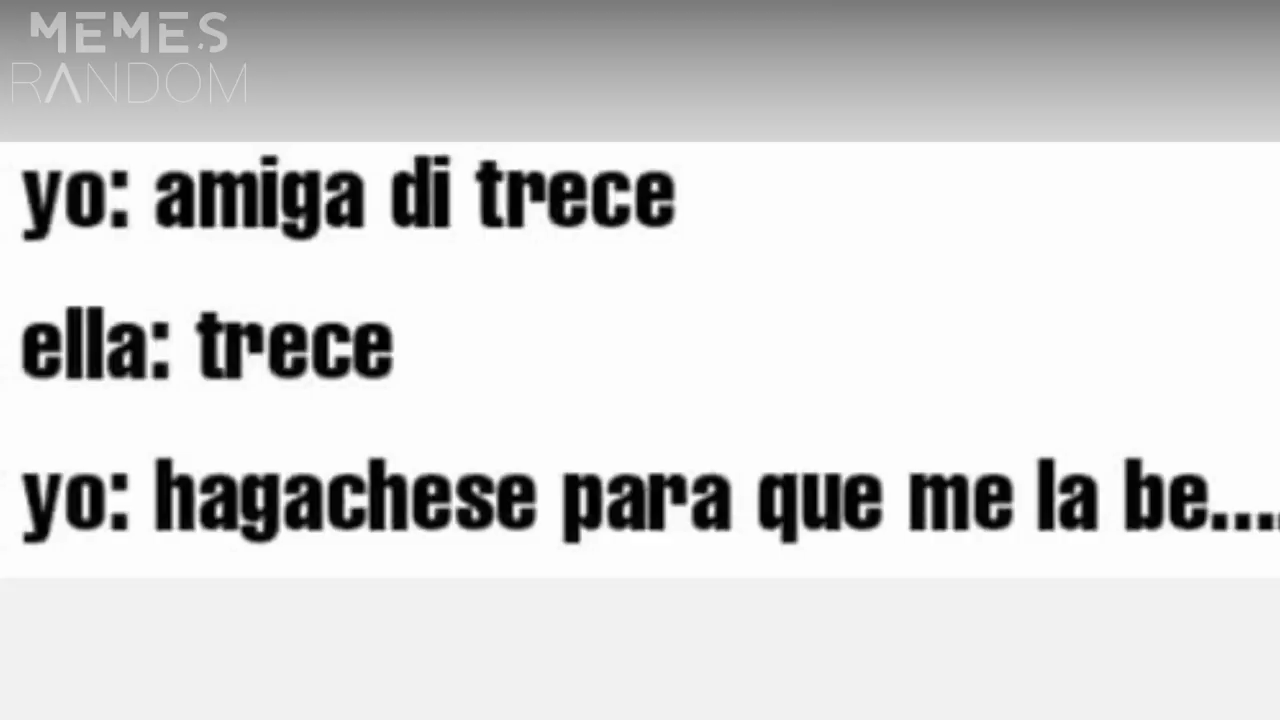 MEMES
RANDOM
yo: amiga di trece
ella: trece
yo: hagachese para que me la be....